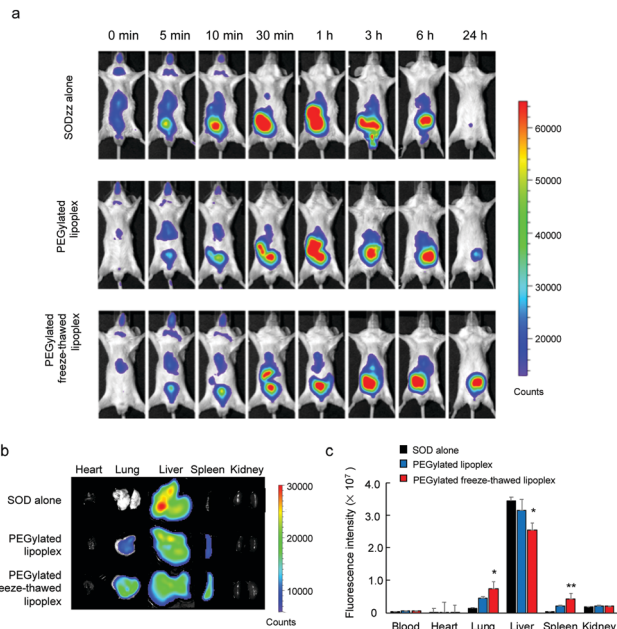 a
0 min 5 min 10 min 30 min 1 h 3 h 6 h 24 h
SODzz alone
PEGylated
lipoplex
PEGylated
freeze-thawed
lipoplex
60000
50000
40000
30000
20000
Counts
b
Heart Lung Liver Spleen Kidney
SOD alone
PEGylated
lipoplex
PEGylated
freeze-thawed
lipoplex
30000
20000
10000
Counts
c
SOD alone
PEGylated lipoplex
PEGylated freeze-thawed lipoplex
Fluorescence intensity (× 10⁷)
4.0
3.0
2.0
1.0
0
* * **
Blood Heart Lung Liver Spleen Kidney